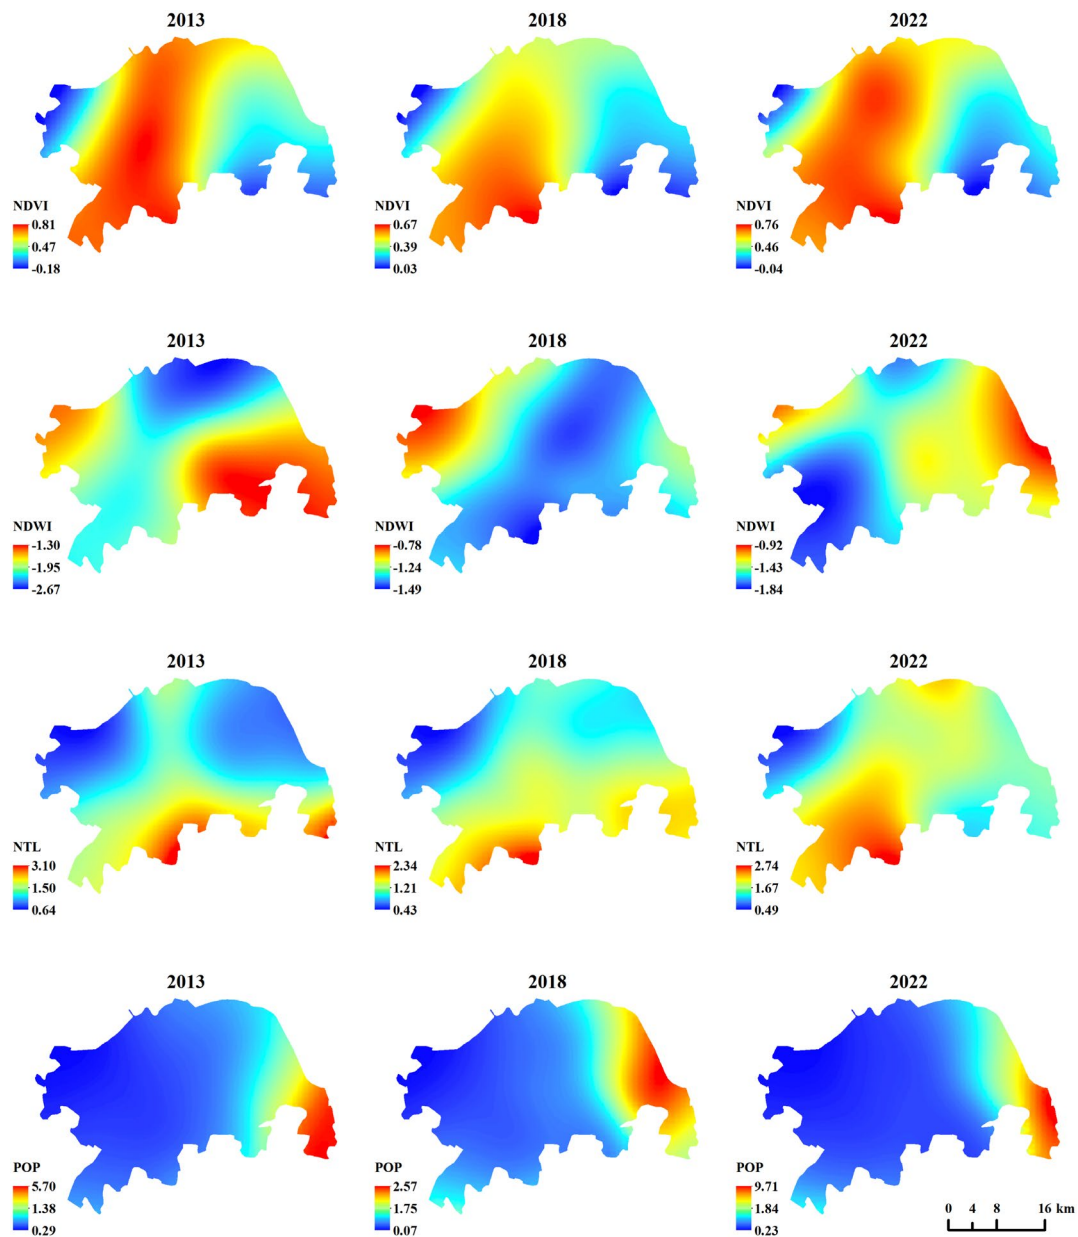 2013 2018 2022
NDVI NDVI NDVI
0.81 0.67 0.76
0.47 0.39 0.46
-0.18 0.03 -0.04
2013 2018 2022
NDWI NDWI NDWI
-1.30 -0.78 -0.92
-1.95 -1.24 -1.43
-2.67 -1.49 -1.84
2013 2018 2022
NTL NTL NTL
3.10 2.34 2.74
1.50 1.21 1.67
0.64 0.43 0.49
2013 2018 2022
POP POP POP
5.70 2.57 9.71
1.38 1.75 1.84
0.29 0.07 0.23
0 4 8 16 km